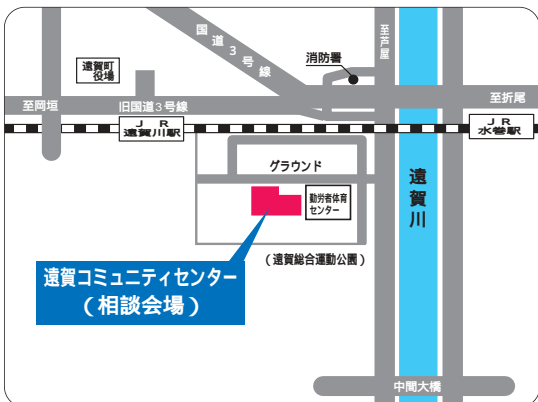 国道3号線
至芦屋
消防署
遠賀町
役場
至岡垣
旧国道3号線
至折尾
JR
遠賀川駅
JR
水巻駅
グラウンド
勤労者体育
センター
遠賀川
(遠賀総合運動公園)
遠賀コミュニティセンター
(相談会場)
中間大橋